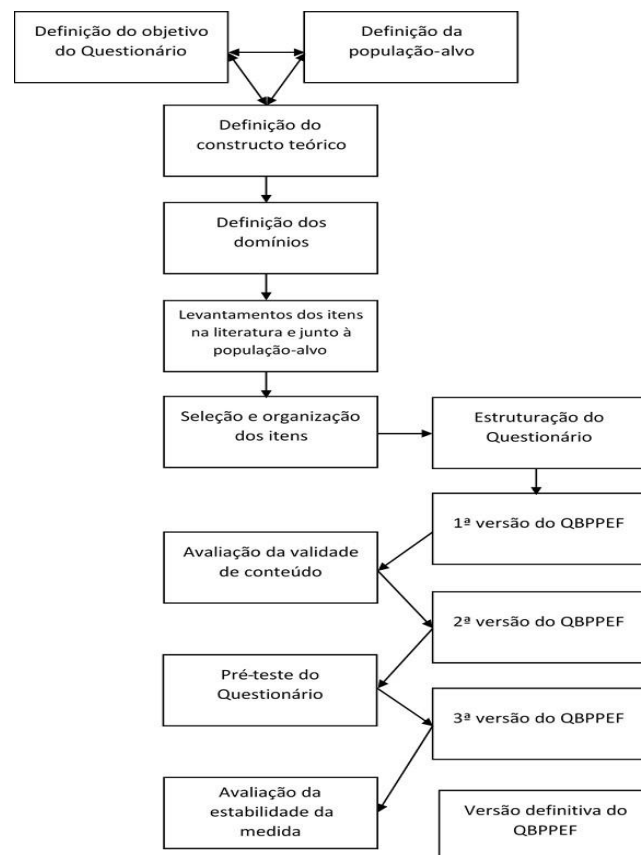 Definição do objetivo
do Questionário
Definição da
população-alvo
Definição do
constructo teórico
Definição dos
domínios
Levantamentos dos itens
na literatura e junto à
população-alvo
Seleção e organização
dos itens
Estruturação do
Questionário
1ª versão do QBPPEF
Avaliação da validade
de conteúdo
2ª versão do QBPPEF
Pré-teste do
Questionário
3ª versão do QBPPEF
Avaliação da
estabilidade da
medida
Versão definitiva do
QBPPEF